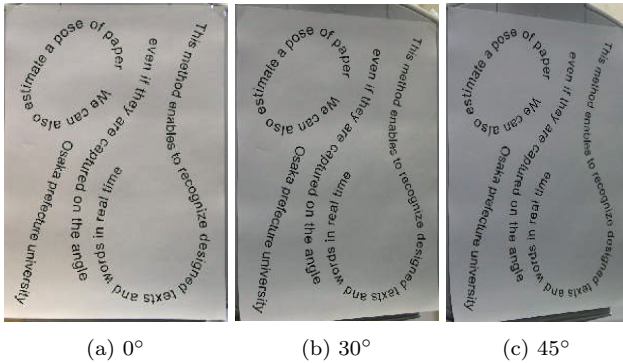 This method enables to recognize designed texts and words in real time
even if they are captured on the angle
We can also estimate a pose of paper
Osaka prefecture university
This method enables to recognize designed texts and words in real time
even if they are captured on the angle
We can also estimate a pose of paper
Osaka prefecture university
This method enables to recognize designed texts and words in real time
even if they are captured on the angle
We can also estimate a pose of paper
Osaka prefecture university
(a) 0°
(b) 30°
(c) 45°